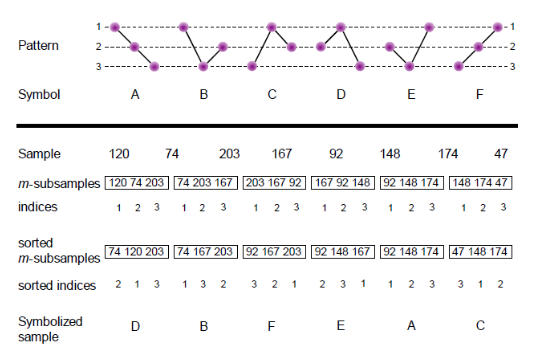 1 1
Pattern 2 2
3 3
Symbol A B C D E F
Sample 120 74 203 167 92 148 174 47
m-subsamples 120 74 203 74 203 167 203 167 92 167 92 148 92 148 174 148 174 47
indices 1 2 3 1 2 3 1 2 3 1 2 3 1 2 3 1 2 3
sorted
m-subsamples 74 120 203 74 167 203 92 167 203 92 148 167 92 148 174 47 148 174
sorted indices 2 1 3 1 3 2 3 2 1 2 3 1 1 2 3 3 1 2
Symbolized
sample D B F E A C